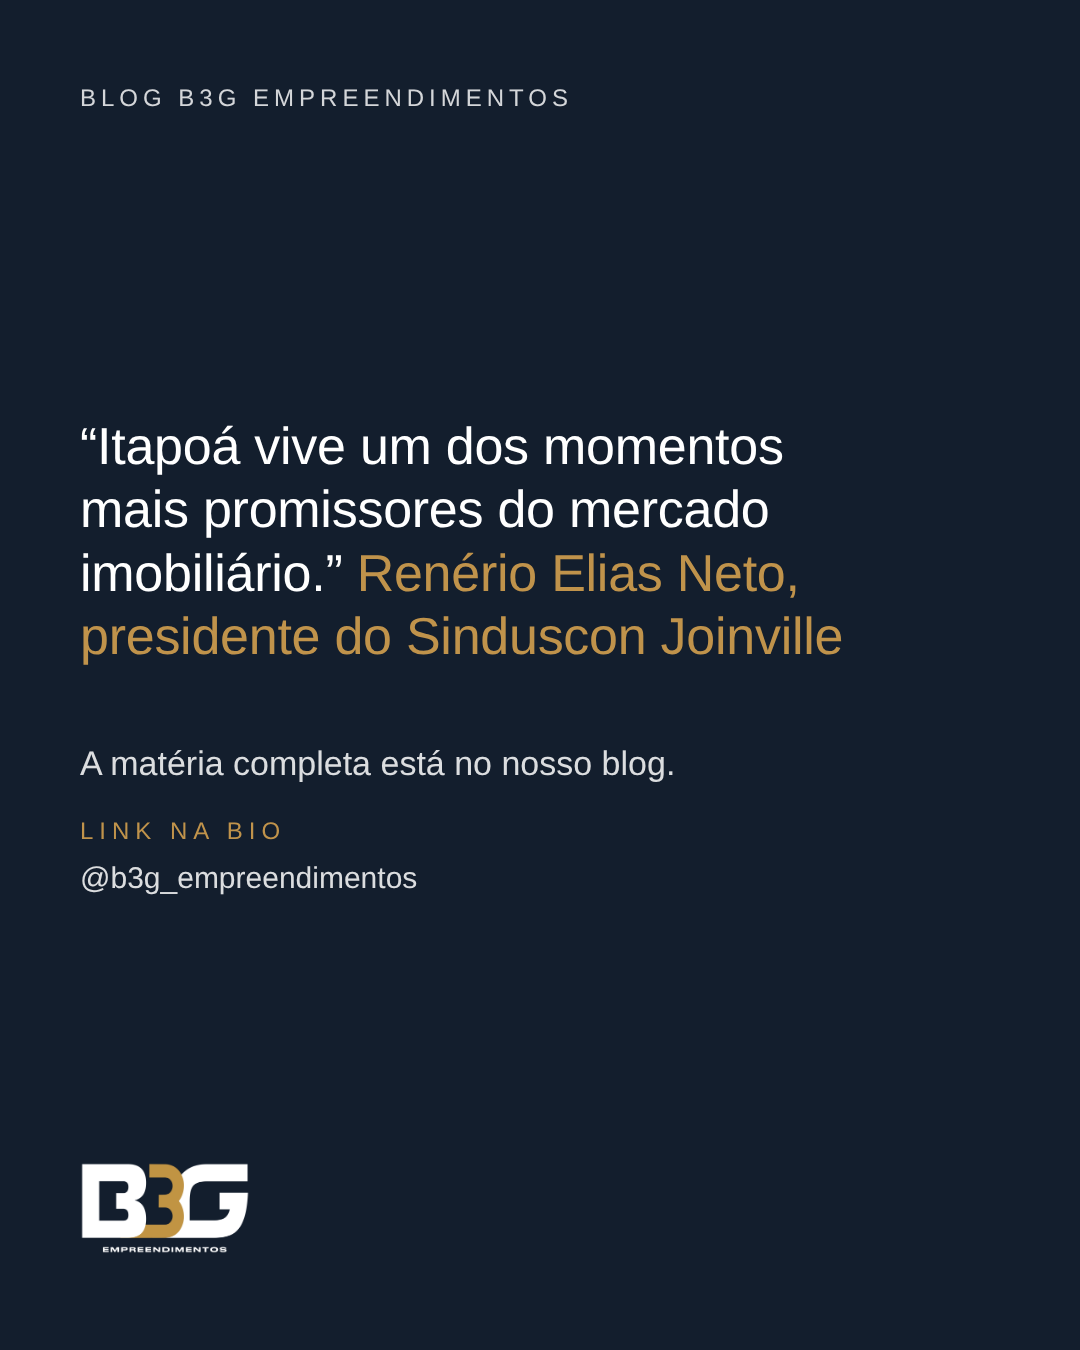 BLOG B3G EMPREENDIMENTOS
“Itapoá vive um dos momentos
mais promissores do mercado
imobiliário.” Renério Elias Neto,
presidente do Sinduscon Joinville
A matéria completa está no nosso blog.
LINK NA BIO
@b3g_empreendimentos
B3G
EMPREENDIMENTOS